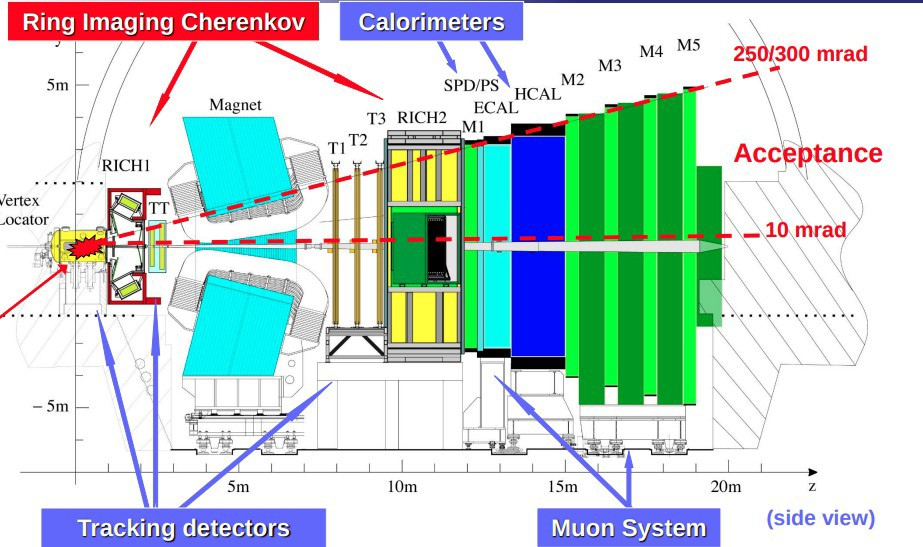 Ring Imaging Cherenkov
Calorimeters
y
250/300 mrad
M5
M4
M3
M2
5m
SPD/PS
HCAL
ECAL
Magnet
T3 RICH2
M1
T2
T1
Acceptance
RICH1
Vertex
Locator
TT
10 mrad
− 5m
5m
10m
15m
20m
z
Tracking detectors
Muon System
(side view)